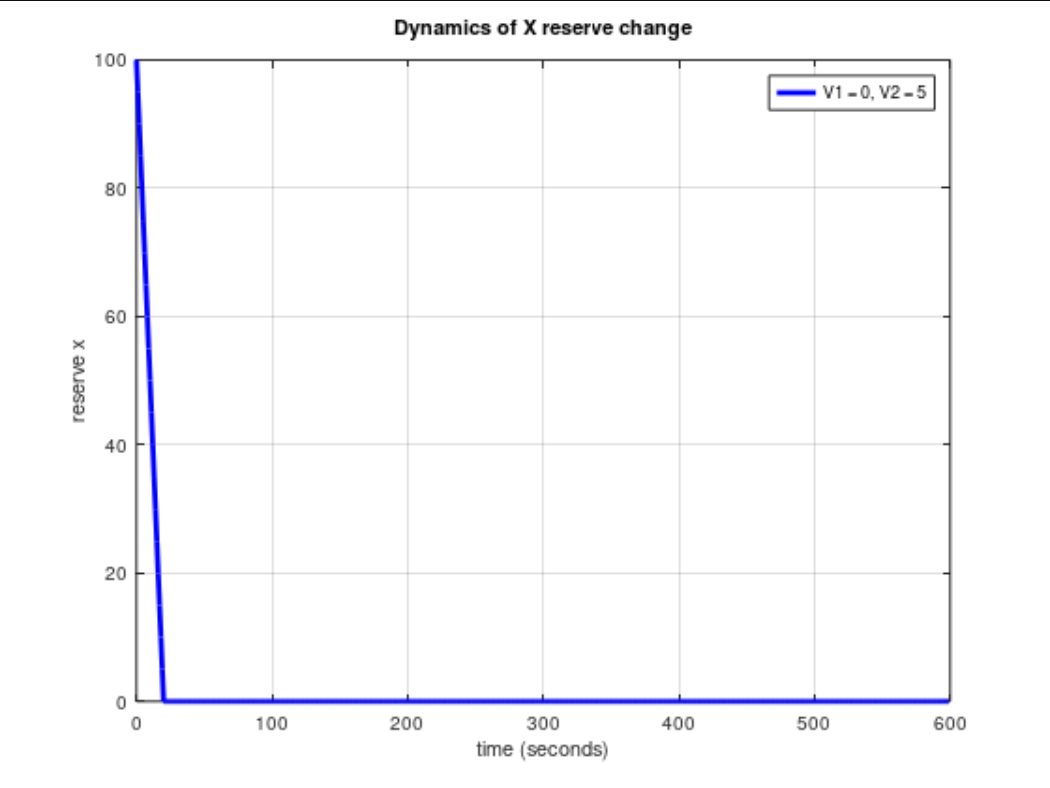 Dynamics of X reserve change
V1 = 0, V2 = 5
100
80
60
40
20
0
reserve x
0 100 200 300 400 500 600
time (seconds)